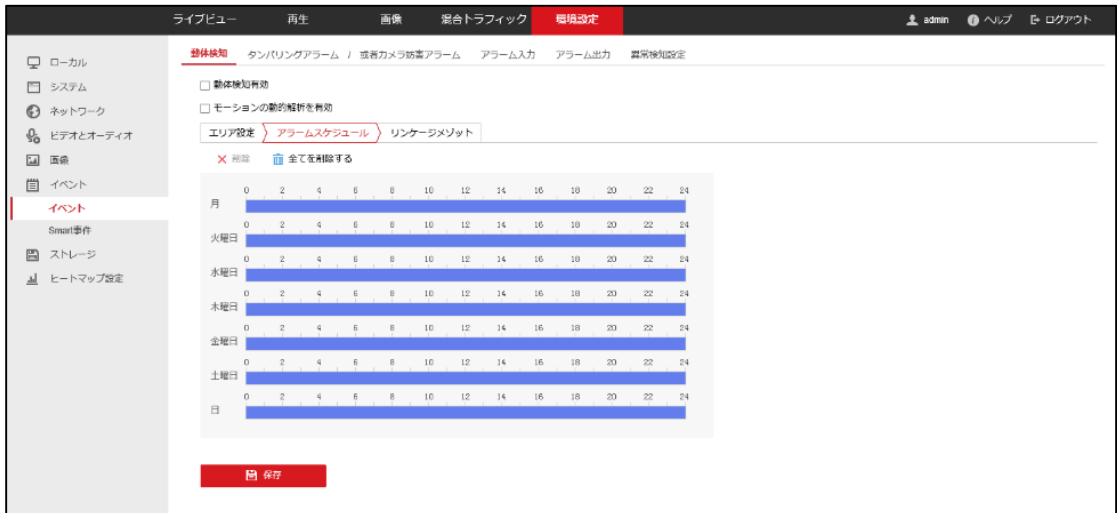 ライブビュー 再生 画像 混合トラフィック 環境設定 admin ヘルプ ログアウト
動体検知 タンパリングアラーム / 或者カメラ妨害アラーム アラーム入力 アラーム出力 異常検知設定
ローカル
システム
ネットワーク
ビデオとオーディオ
画像
イベント
イベント
Smart事件
ストレージ
ヒートマップ設定
動体検知有効
モーションの動的解析を有効
エリア設定 アラームスケジュール リンケージメゾット
削除 全てを削除する
0 2 4 6 8 10 12 14 16 18 20 22 24
月
0 2 4 6 8 10 12 14 16 18 20 22 24
火曜日
0 2 4 6 8 10 12 14 16 18 20 22 24
水曜日
0 2 4 6 8 10 12 14 16 18 20 22 24
木曜日
0 2 4 6 8 10 12 14 16 18 20 22 24
金曜日
0 2 4 6 8 10 12 14 16 18 20 22 24
土曜日
0 2 4 6 8 10 12 14 16 18 20 22 24
日
保存